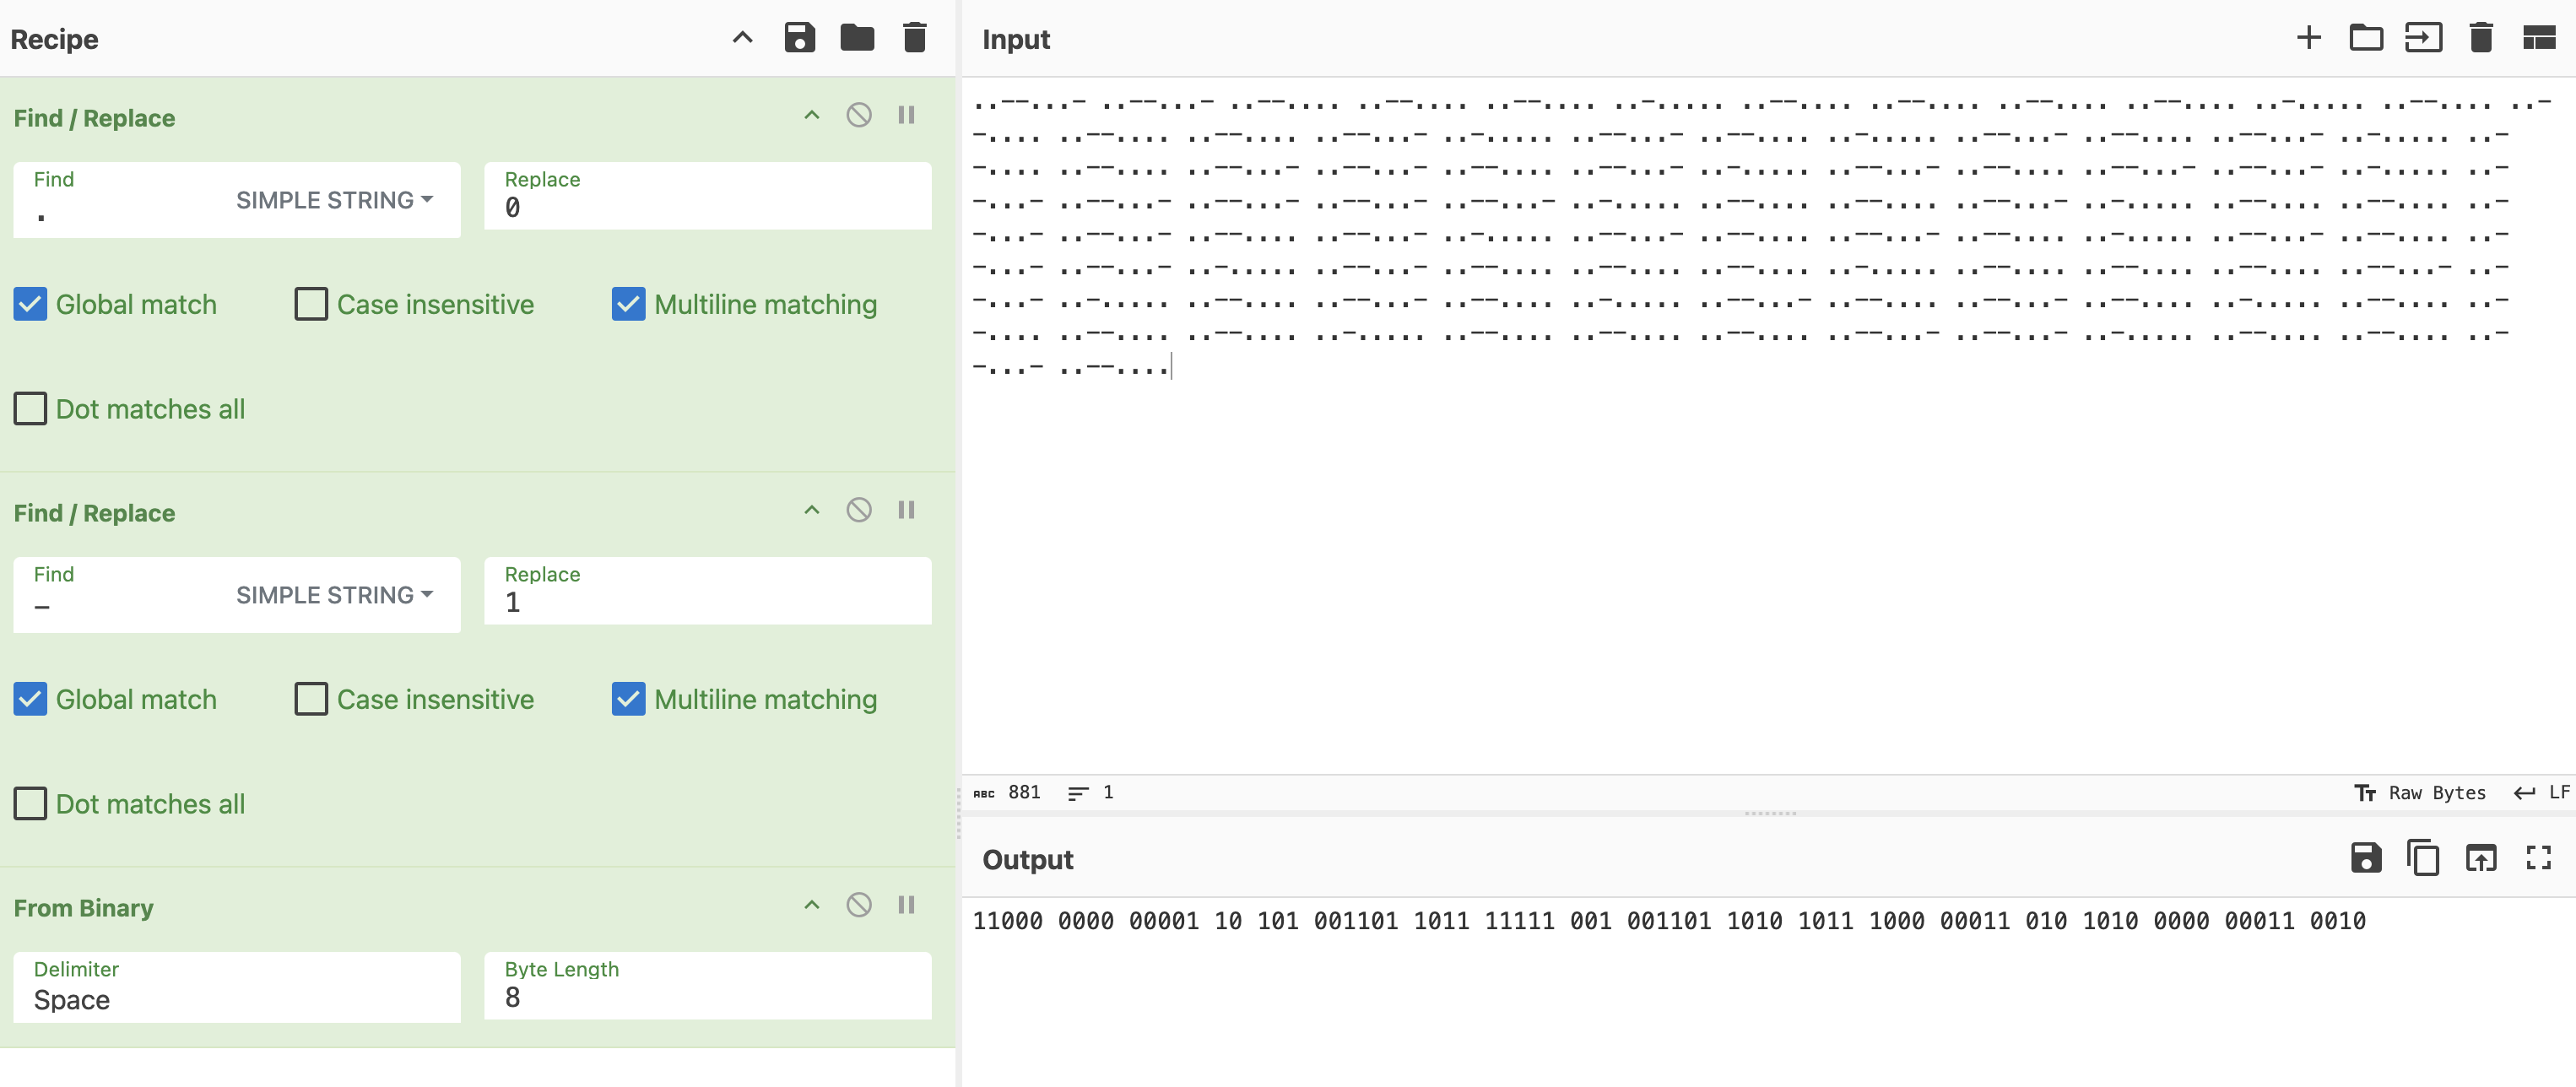 Recipe
Input
Find / Replace
Find
SIMPLE STRING
.
Replace
0
Global match
Case insensitive
Multiline matching
Dot matches all
Find / Replace
Find
SIMPLE STRING
-
Replace
1
Global match
Case insensitive
Multiline matching
Dot matches all
From Binary
Delimiter
Space
Byte Length
8
..--...- ..--...- ..--.... ..--.... ..--.... ..-..... ..--.... ..--.... ..--.... ..--.... ..-..... ..--.... ..-
-.... ..--.... ..--.... ..--...- ..-..... ..--...- ..--.... ..-..... ..--...- ..--.... ..--...- ..-..... ..-
-.... ..--.... ..--...- ..--...- ..--.... ..--...- ..-..... ..--...- ..--.... ..--...- ..--...- ..-..... ..-
-...- ..--...- ..--...- ..--...- ..--...- ..-..... ..--.... ..--.... ..--...- ..-..... ..--.... ..--.... ..-
-...- ..--...- ..--.... ..--...- ..-..... ..--...- ..--.... ..--...- ..--.... ..-..... ..--...- ..--.... ..-
-...- ..--...- ..-..... ..--...- ..--.... ..--.... ..--.... ..-..... ..--.... ..--.... ..--.... ..--...- ..-
-...- ..-..... ..--.... ..--...- ..--.... ..-..... ..--...- ..--.... ..--...- ..--.... ..-..... ..--.... ..-
-.... ..--.... ..--.... ..-..... ..--.... ..--.... ..--.... ..--...- ..--...- ..-..... ..--.... ..--.... ..-
-...- ..--....
ABC 881 1
Raw Bytes LF
Output
11000 0000 00001 10 101 001101 1011 11111 001 001101 1010 1011 1000 00011 010 1010 0000 00011 0010